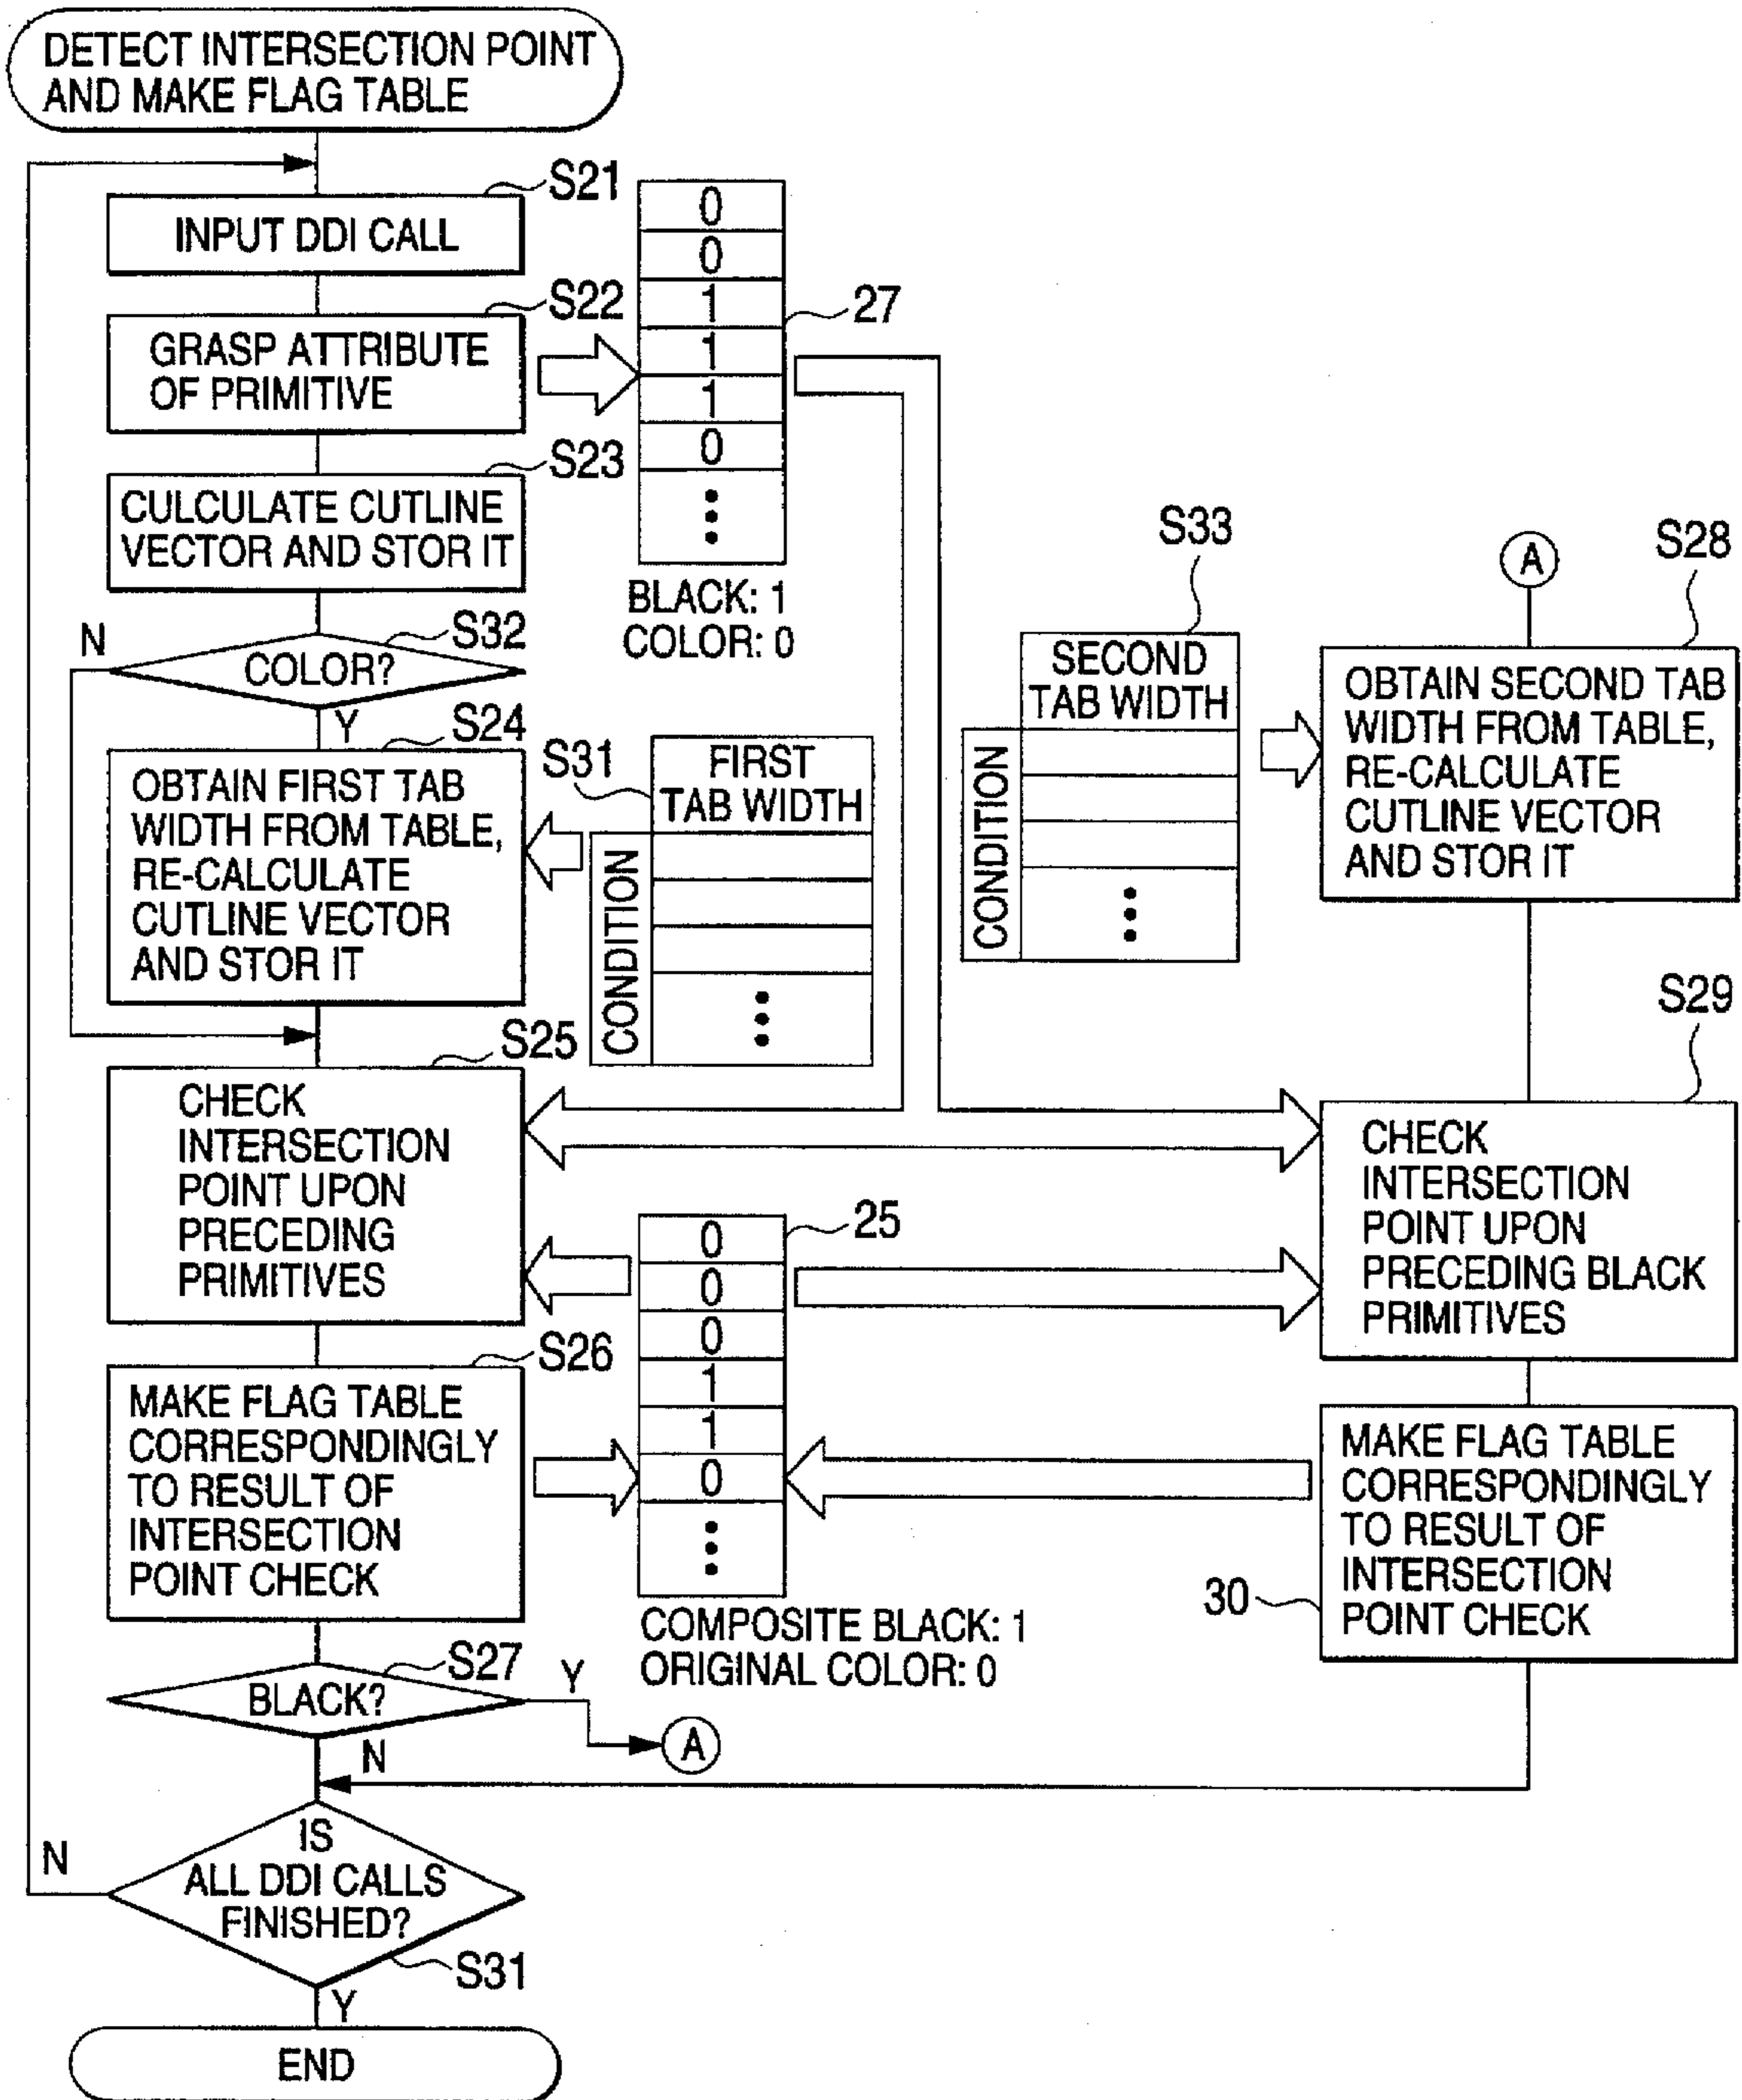 DETECT INTERSECTION POINT
AND MAKE FLAG TABLE
S21
INPUT DDI CALL
S22
GRASP ATTRIBUTE
OF PRIMITIVE
S23
CULCULATE CUTLINE
VECTOR AND STOR IT
0
0
1
1
1
0
27
BLACK: 1
COLOR: 0
S32
N
COLOR?
Y
S24
OBTAIN FIRST TAB
WIDTH FROM TABLE,
RE-CALCULATE
CUTLINE VECTOR
AND STOR IT
S31
FIRST
TAB WIDTH
CONDITION
S33
SECOND
TAB WIDTH
CONDITION
A
S28
OBTAIN SECOND TAB
WIDTH FROM TABLE,
RE-CALCULATE
CUTLINE VECTOR
AND STOR IT
S25
CHECK
INTERSECTION
POINT UPON
PRECEDING
PRIMITIVES
S29
CHECK
INTERSECTION
POINT UPON
PRECEDING BLACK
PRIMITIVES
25
0
0
0
1
1
0
COMPOSITE BLACK: 1
ORIGINAL COLOR: 0
S26
MAKE FLAG TABLE
CORRESPONDINGLY
TO RESULT OF
INTERSECTION
POINT CHECK
30
MAKE FLAG TABLE
CORRESPONDINGLY
TO RESULT OF
INTERSECTION
POINT CHECK
S27
BLACK?
Y
A
N
IS
ALL DDI CALLS
FINISHED?
N
S31
Y
END